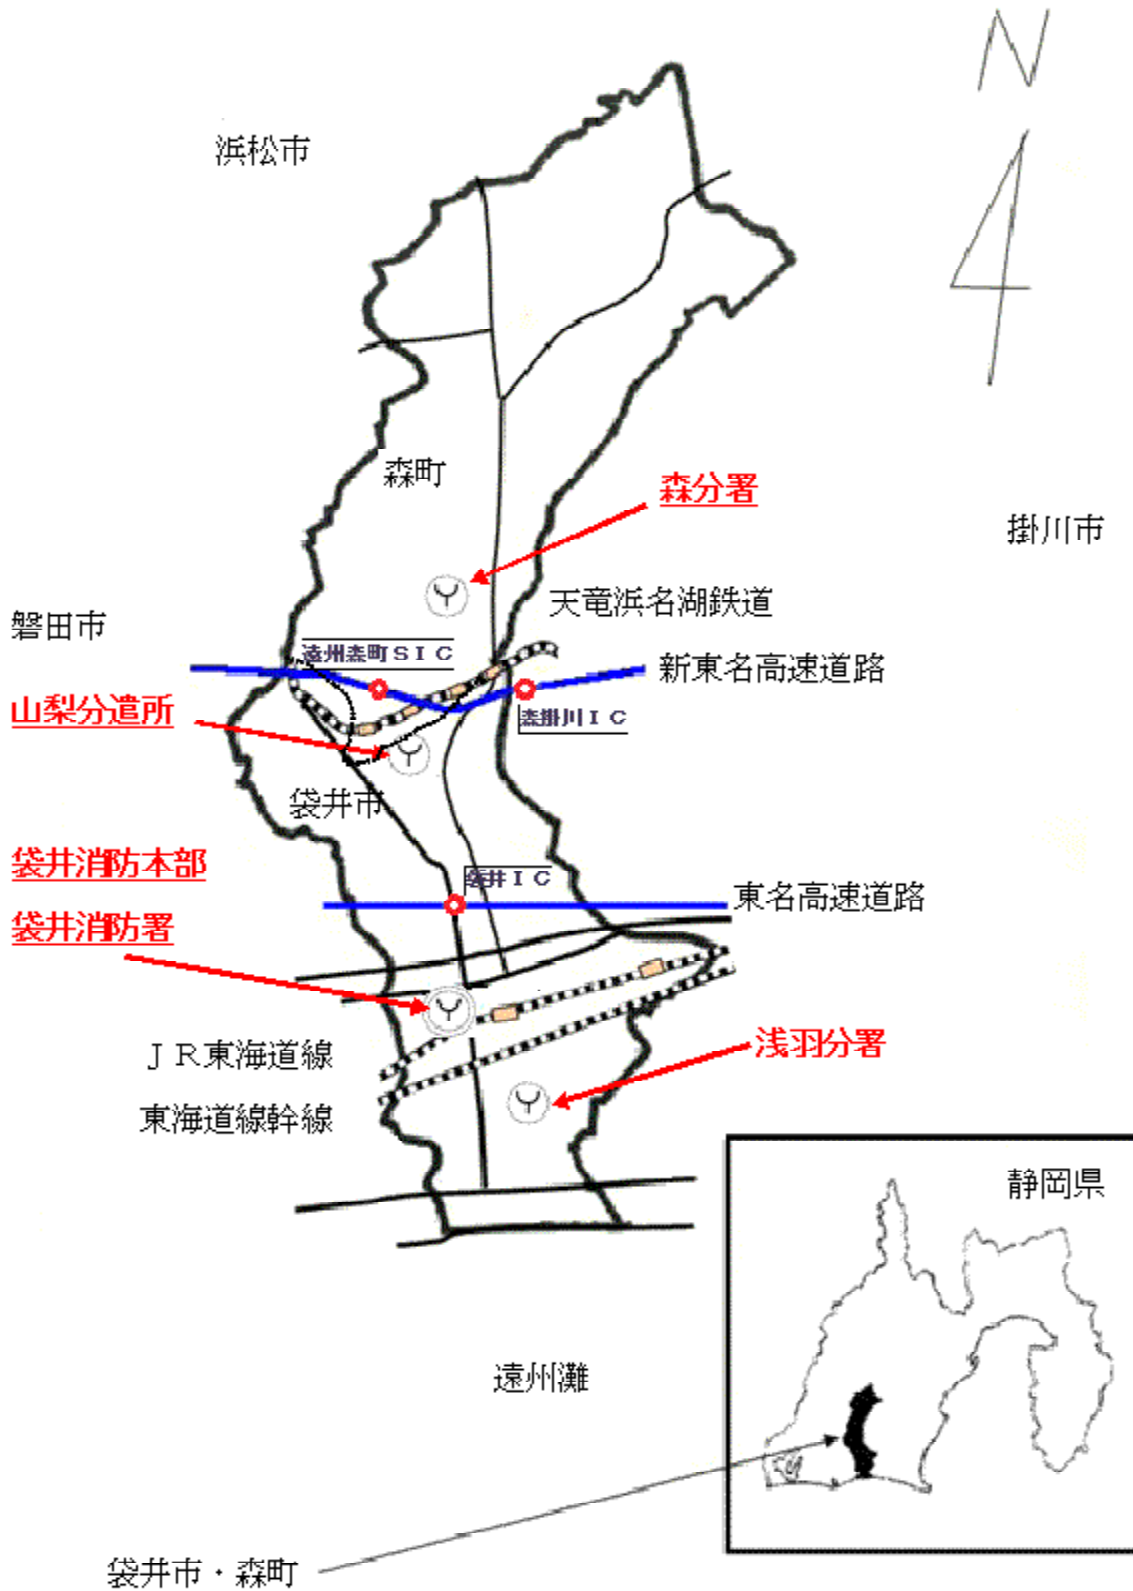 N
浜松市
森町
森分署
掛川市
天竜浜名湖鉄道
磐田市
遠州森町ＳＩＣ
新東名高速道路
山梨分遣所
森掛川ＩＣ
袋井市
袋井消防本部
袋井ＩＣ
東名高速道路
袋井消防署
浅羽分署
ＪＲ東海道線
東海道線幹線
静岡県
遠州灘
袋井市・森町